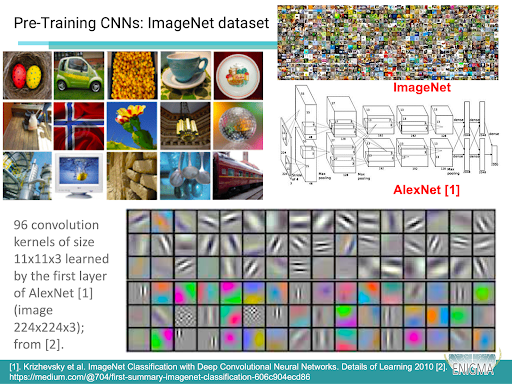 Pre-Training CNNs: ImageNet dataset
ImageNet
AlexNet [1]
96 convolution
kernels of size
11x11x3 learned
by the first layer
of AlexNet [1]
(image
224x224x3);
from [2].
[1]. Krizhevsky et al. ImageNet Classification with Deep Convolutional Neural Networks. Details of Learning 2010 [2].
https://medium.com/@704/first-summary-imagenet-classification-606c904ecd86
ENIGMA